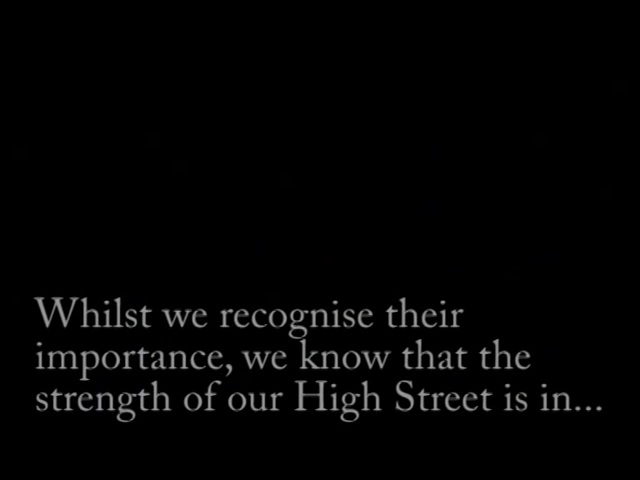 Whilst we recognise their
importance, we know that the
strength of our High Street is in...